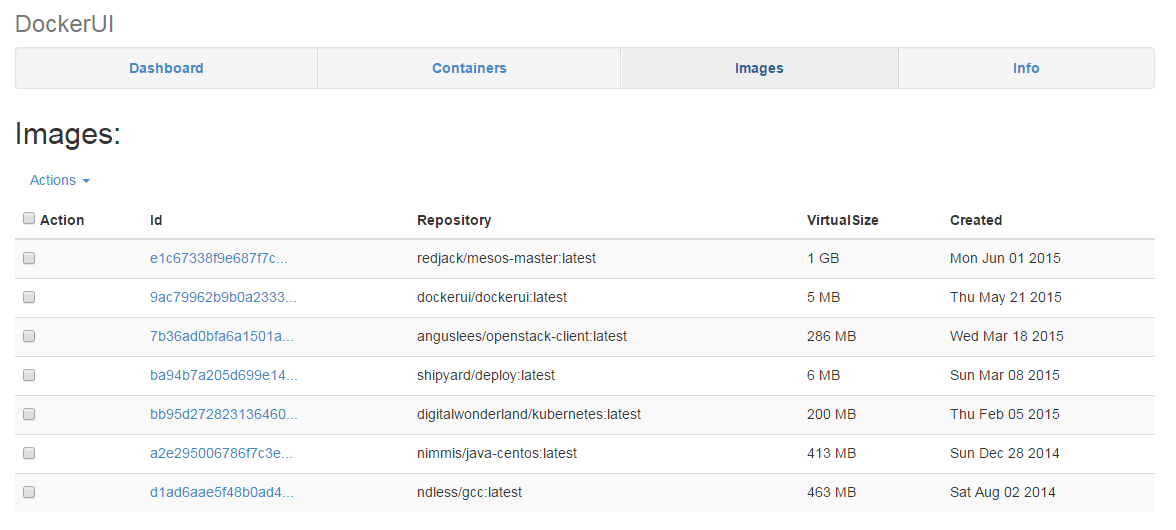 DockerUI
Dashboard Containers Images Info
Images:
Actions
Action Id Repository VirtualSize Created
e1c67338f9e687f7c... redjack/mesos-master:latest 1 GB Mon Jun 01 2015
9ac79962b9b0a2333... dockerui/dockerui:latest 5 MB Thu May 21 2015
7b36ad0bfa6a1501a... anguslees/openstack-client:latest 286 MB Wed Mar 18 2015
ba94b7a205d699e14... shipyard/deploy:latest 6 MB Sun Mar 08 2015
bb95d272823136460... digitalwonderland/kubernetes:latest 200 MB Thu Feb 05 2015
a2e295006786f7c3e... nimmis/java-centos:latest 413 MB Sun Dec 28 2014
d1ad6aae5f48b0ad4... ndless/gcc:latest 463 MB Sat Aug 02 2014